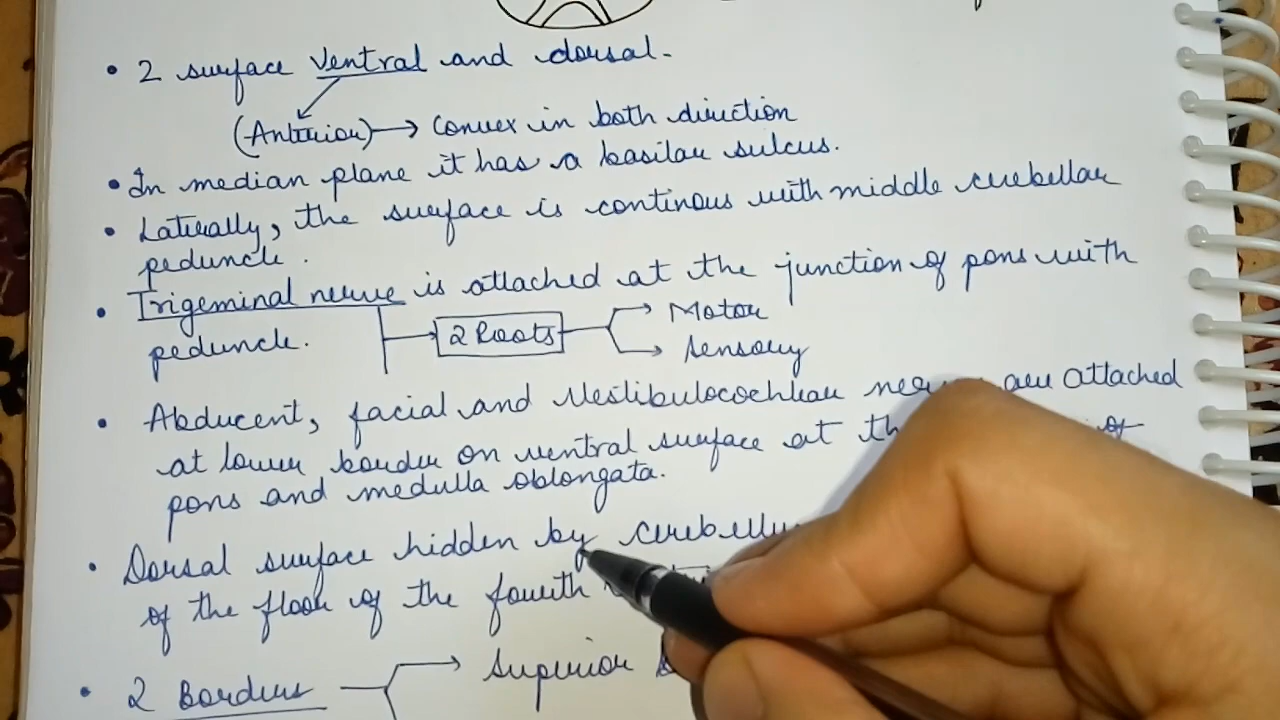 • 2 surface ventral and dorsal.
(Anterior) → Convex in both direction
• In median plane it has a basilar sulcus.
• Laterally, the surface is continous with middle cerebellar
peduncle.
• Trigeminal nerve is attached at the junction of pons with
peduncle.
2 Roots
Motor
Sensory
• Abducent, facial and Vestibulocochlear are attached
at lower border on ventral surface at of
pons and medulla oblongata.
• Dorsal surface hidden by
of the floor of the fourth
• 2 Borders
Superior